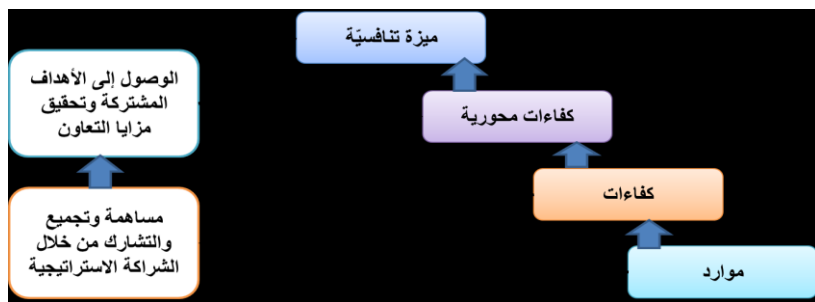 ميزة تنافسيّة
كفاءات محورية
كفاءات
موارد
الوصول إلى الأهداف
المشتركة وتحقيق
مزايا التعاون
مساهمة وتجميع
والتشارك من خلال
الشراكة الاستراتيجية